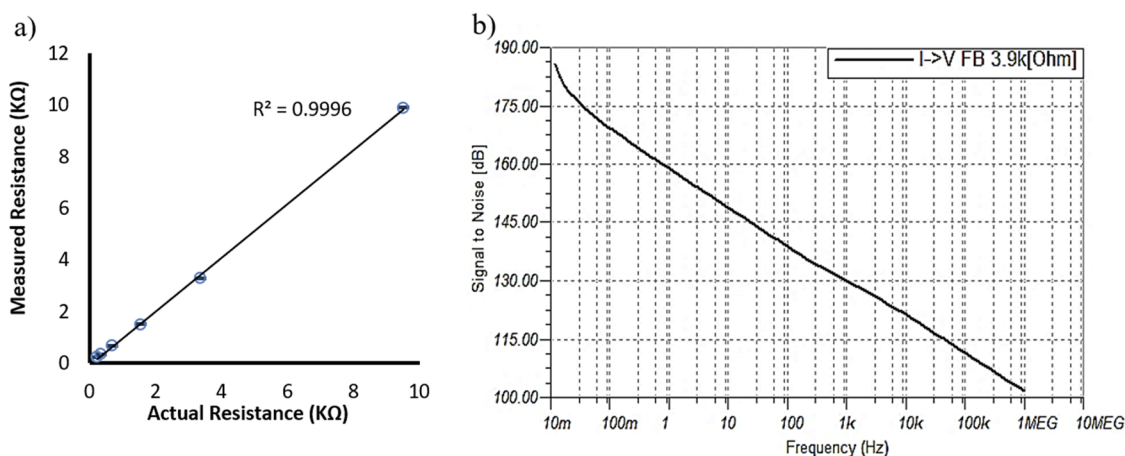 a)
12
10
8
6
4
2
0
Measured Resistance (KΩ)
R² = 0.9996
0 2 4 6 8 10
Actual Resistance (KΩ)
b)
190.00
175.00
160.00
145.00
130.00
115.00
100.00
Signal to Noise [dB]
I->V FB 3.9k[Ohm]
10m 100m 1 10 100 1k 10k 100k 1MEG 10MEG
Frequency (Hz)